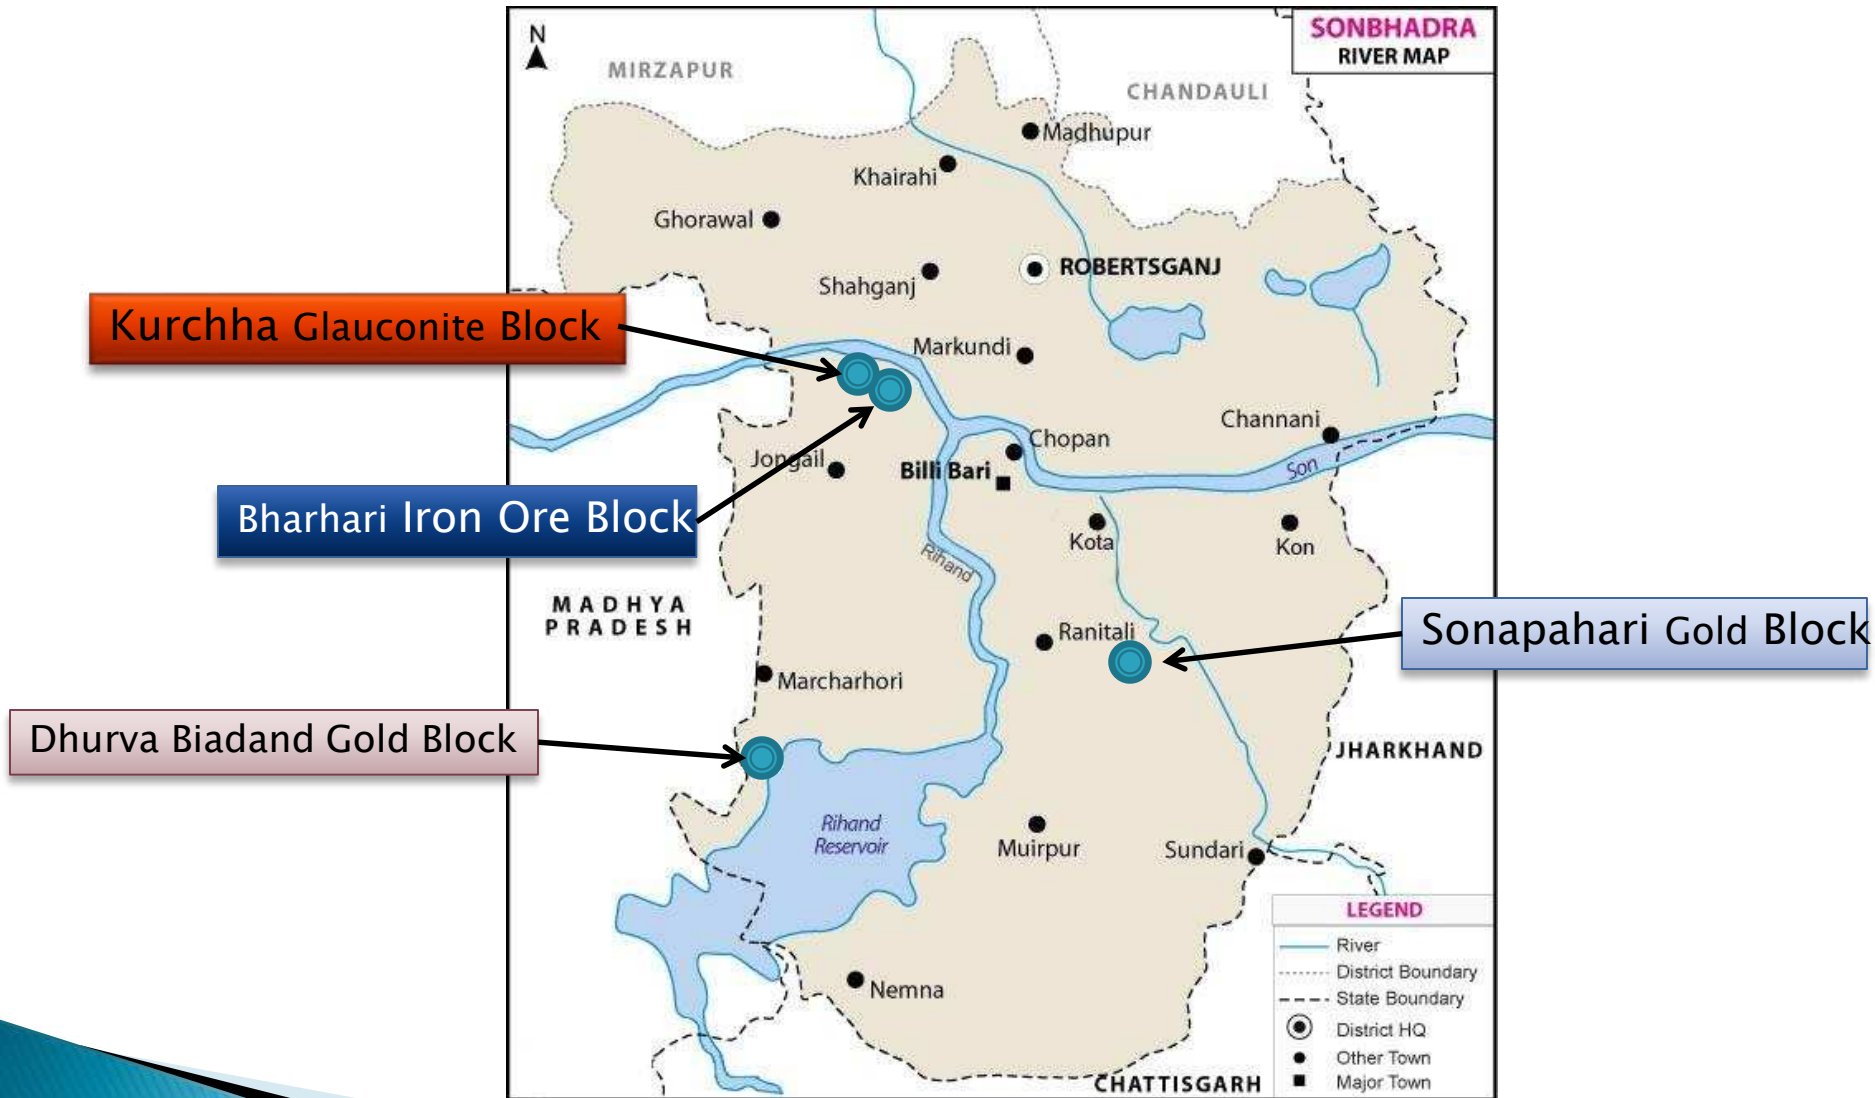 SONBHADRA
RIVER MAP
N
MIRZAPUR
CHANDAULI
Madhupur
Khairahi
Ghorawal
ROBERTSGANJ
Shahganj
Kurchha Glauconite Block
Markundi
Channani
Chopan
Jongail
Billi Bari
Son
Bharhari Iron Ore Block
Kota
Kon
Rihand
MADHYA
PRADESH
Ranitali
Sonapahari Gold Block
Marcharhori
Dhurva Biadand Gold Block
JHARKHAND
Rihand
Reservoir
Muirpur
Sundari
Nemna
LEGEND
River
District Boundary
State Boundary
District HQ
Other Town
Major Town
CHATTISGARH